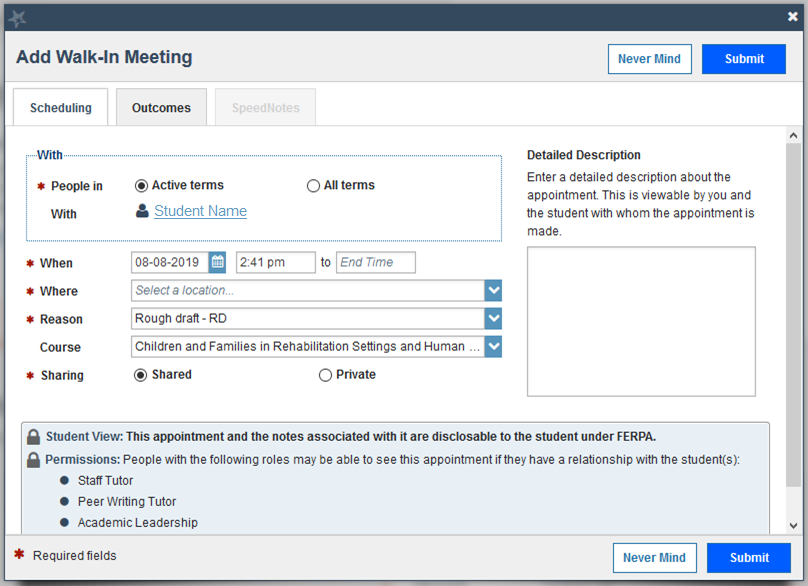 Add Walk-In Meeting
Never Mind
Submit
Scheduling
Outcomes
SpeedNotes
With
* People in
Active terms
All terms
With
Student Name
* When
08-08-2019
2:41 pm
to
End Time
* Where
Select a location...
* Reason
Rough draft - RD
Course
Children and Families in Rehabilitation Settings and Human ...
* Sharing
Shared
Private
Detailed Description
Enter a detailed description about the
appointment. This is viewable by you and
the student with whom the appointment is
made.
Student View: This appointment and the notes associated with it are disclosable to the student under FERPA.
Permissions: People with the following roles may be able to see this appointment if they have a relationship with the student(s):
Staff Tutor
Peer Writing Tutor
Academic Leadership
* Required fields
Never Mind
Submit